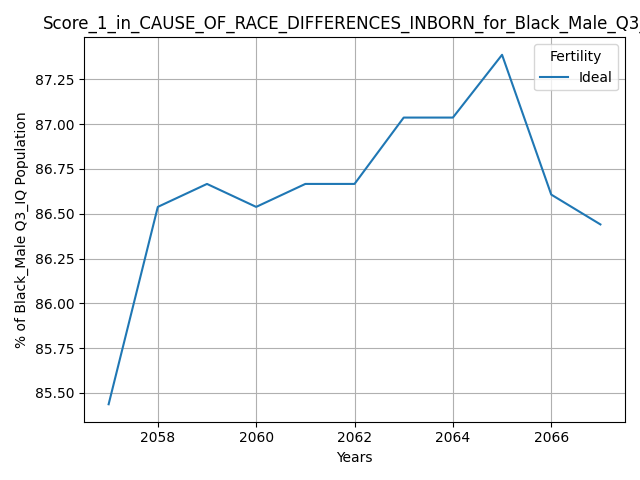 Score_1_in_CAUSE_OF_RACE_DIFFERENCES_INBORN_for_Black_Male_Q3_
Fertility
Ideal
87.25
87.00
86.75
86.50
86.25
86.00
85.75
85.50
% of Black_Male Q3_IQ Population
2058 2060 2062 2064 2066
Years